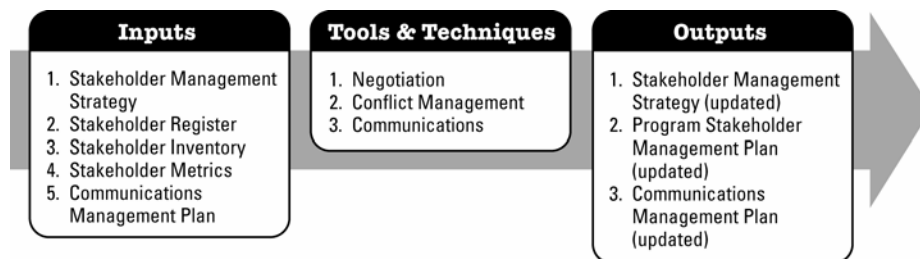 Inputs
1. Stakeholder Management
Strategy
2. Stakeholder Register
3. Stakeholder Inventory
4. Stakeholder Metrics
5. Communications
Management Plan
Tools & Techniques
1. Negotiation
2. Conflict Management
3. Communications
Outputs
1. Stakeholder Management
Strategy (updated)
2. Program Stakeholder
Management Plan
(updated)
3. Communications
Management Plan
(updated)